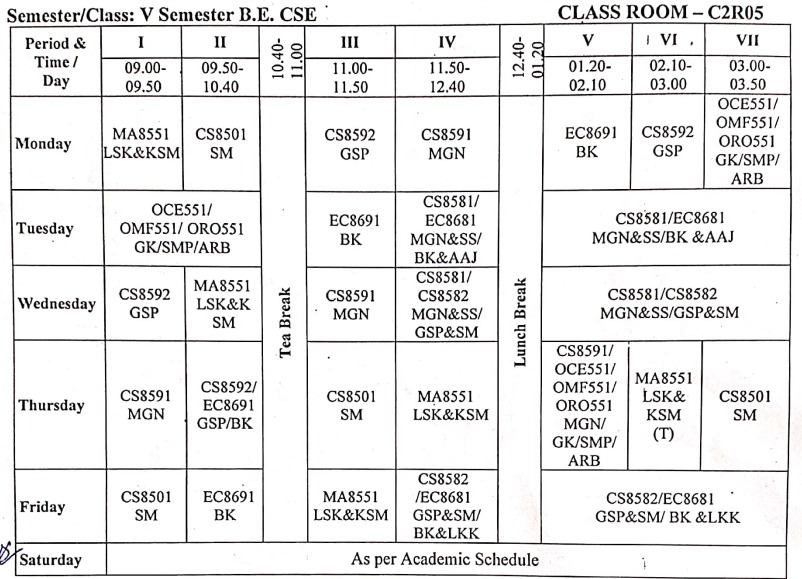 Semester/Class: V Semester B.E. CSE
CLASS ROOM – C2R05
Period &
Time /
Day
I
II
10.40-
11.00
III
IV
12.40-
01.20
V
VI
VII
09.00-
09.50
09.50-
10.40
11.00-
11.50
11.50-
12.40
01.20-
02.10
02.10-
03.00
03.00-
03.50
Monday
MA8551
LSK&KSM
CS8501
SM
Tea Break
CS8592
GSP
CS8591
MGN
Lunch Break
EC8691
BK
CS8592
GSP
OCE551/
OMF551/
ORO551
GK/SMP/
ARB
Tuesday
OCE551/
OMF551/ ORO551
GK/SMP/ARB
EC8691
BK
CS8581/
EC8681
MGN&SS/
BK&AAJ
CS8581/EC8681
MGN&SS/BK &AAJ
Wednesday
CS8592
GSP
MA8551
LSK&K
SM
CS8591
MGN
CS8581/
CS8582
MGN&SS/
GSP&SM
CS8581/CS8582
MGN&SS/GSP&SM
Thursday
CS8591
MGN
CS8592/
EC8691
GSP/BK
CS8501
SM
MA8551
LSK&KSM
CS8591/
OCE551/
OMF551/
ORO551
MGN/
GK/SMP/
ARB
MA8551
LSK&
KSM
(T)
CS8501
SM
Friday
CS8501
SM
EC8691
BK
MA8551
LSK&KSM
CS8582
/EC8681
GSP&SM/
BK&LKK
CS8582/EC8681
GSP&SM/ BK &LKK
Saturday
As per Academic Schedule